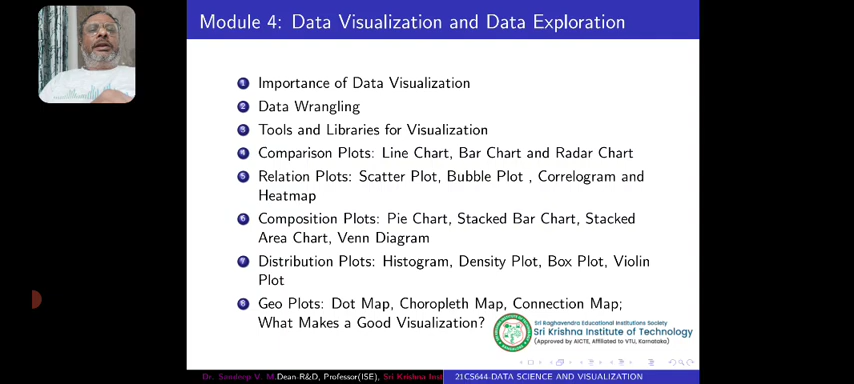 Module 4: Data Visualization and Data Exploration
1 Importance of Data Visualization
2 Data Wrangling
3 Tools and Libraries for Visualization
4 Comparison Plots: Line Chart, Bar Chart and Radar Chart
5 Relation Plots: Scatter Plot, Bubble Plot , Correlogram and
Heatmap
6 Composition Plots: Pie Chart, Stacked Bar Chart, Stacked
Area Chart, Venn Diagram
7 Distribution Plots: Histogram, Density Plot, Box Plot, Violin
Plot
8 Geo Plots: Dot Map, Choropleth Map, Connection Map;
What Makes a Good Visualization?
Sri Raghavendra Educational Institutions Society
Sri Krishna Institute of Technology
(Approved by AICTE, Affiliated to VTU, Karnataka)
Dr. Sandeep V. M.Dean-R&D, Professor(ISE), Sri Krishna Inst
21CS644-DATA SCIENCE AND VISUALIZATION